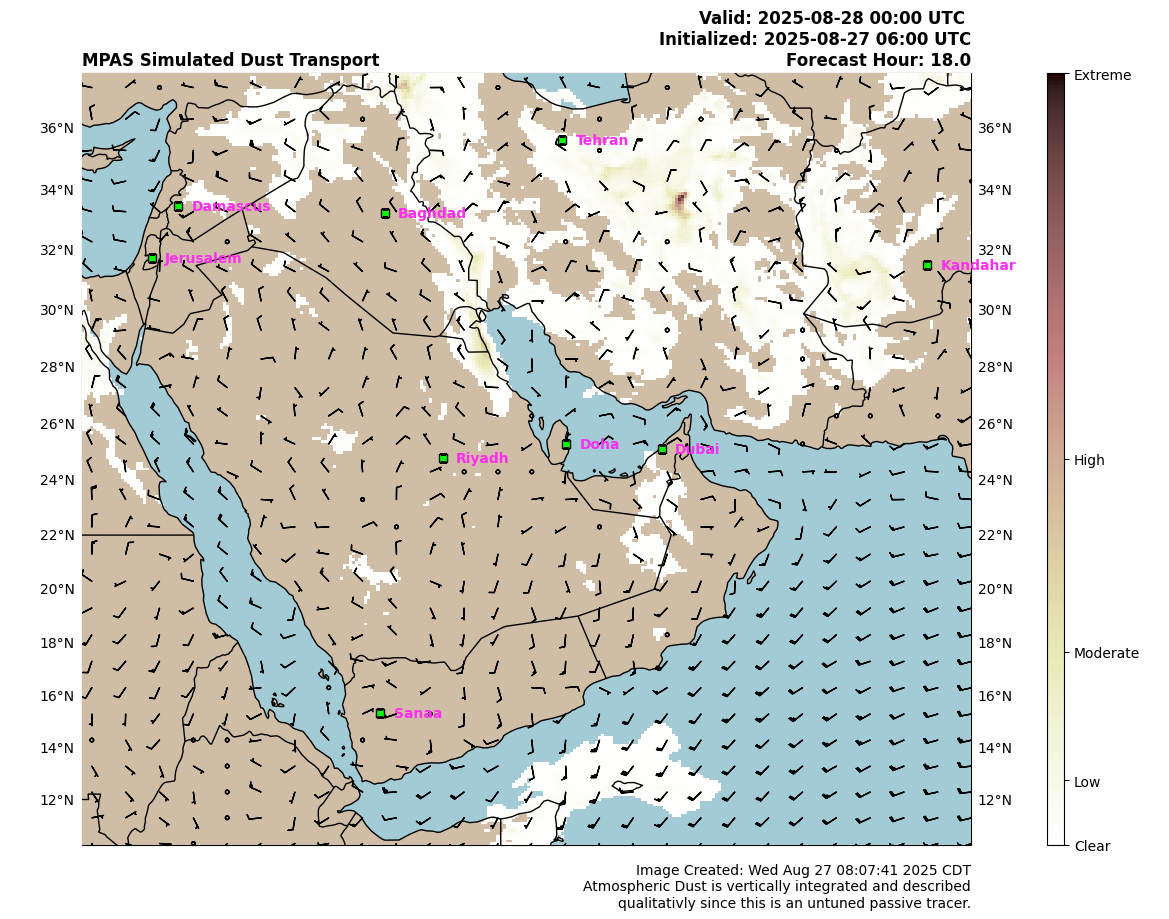 Valid: 2025-08-28 00:00 UTC
Initialized: 2025-08-27 06:00 UTC
MPAS Simulated Dust Transport
Forecast Hour: 18.0
Extreme
36°N
36°N
Tehran
34°N
34°N
Damascus
Baghdad
32°N
32°N
Jerusalem
Kandahar
30°N
30°N
28°N
28°N
26°N
26°N
Doha
Dubai
Riyadh
High
24°N
24°N
22°N
22°N
20°N
20°N
18°N
18°N
Moderate
16°N
16°N
Sanaa
14°N
14°N
Low
12°N
12°N
Clear
Image Created: Wed Aug 27 08:07:41 2025 CDT
Atmospheric Dust is vertically integrated and described
qualitativly since this is an untuned passive tracer.